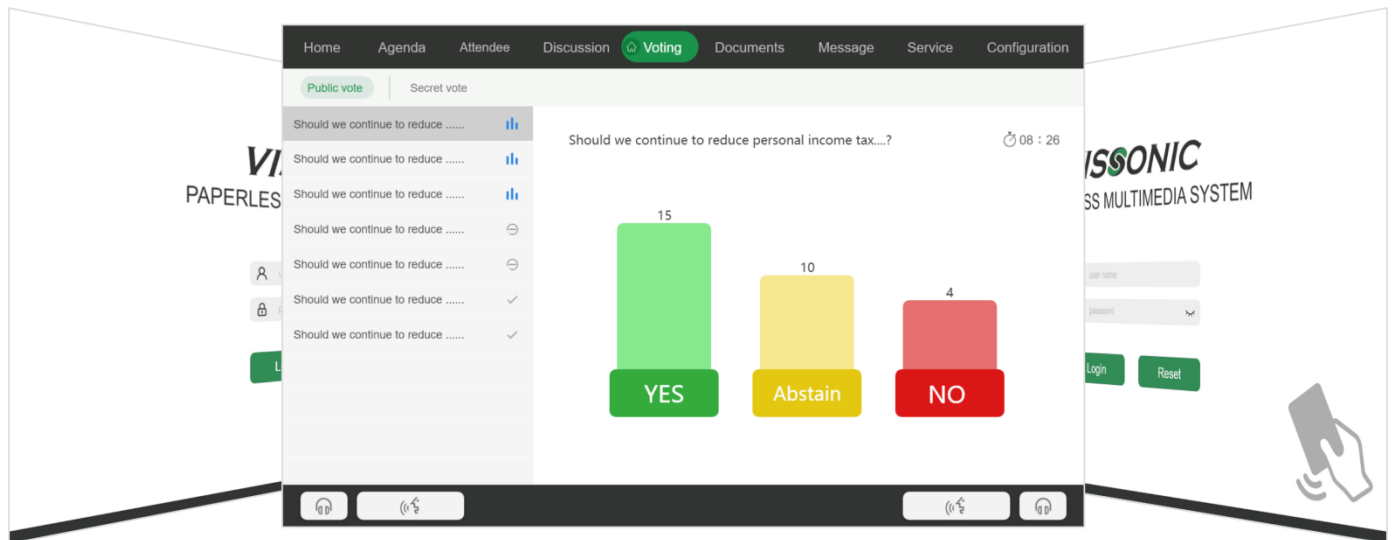 Home Agenda Attendee Discussion Voting Documents Message Service Configuration
Public vote Secret vote
Should we continue to reduce ......
Should we continue to reduce ......
Should we continue to reduce ......
Should we continue to reduce ......
Should we continue to reduce ......
Should we continue to reduce ......
Should we continue to reduce ......
Should we continue to reduce personal income tax....?
08 : 26
15
10
4
YES Abstain NO
VI
PAPERLES
L
ISSONIC
SS MULTIMEDIA SYSTEM
user name
password
Login Reset